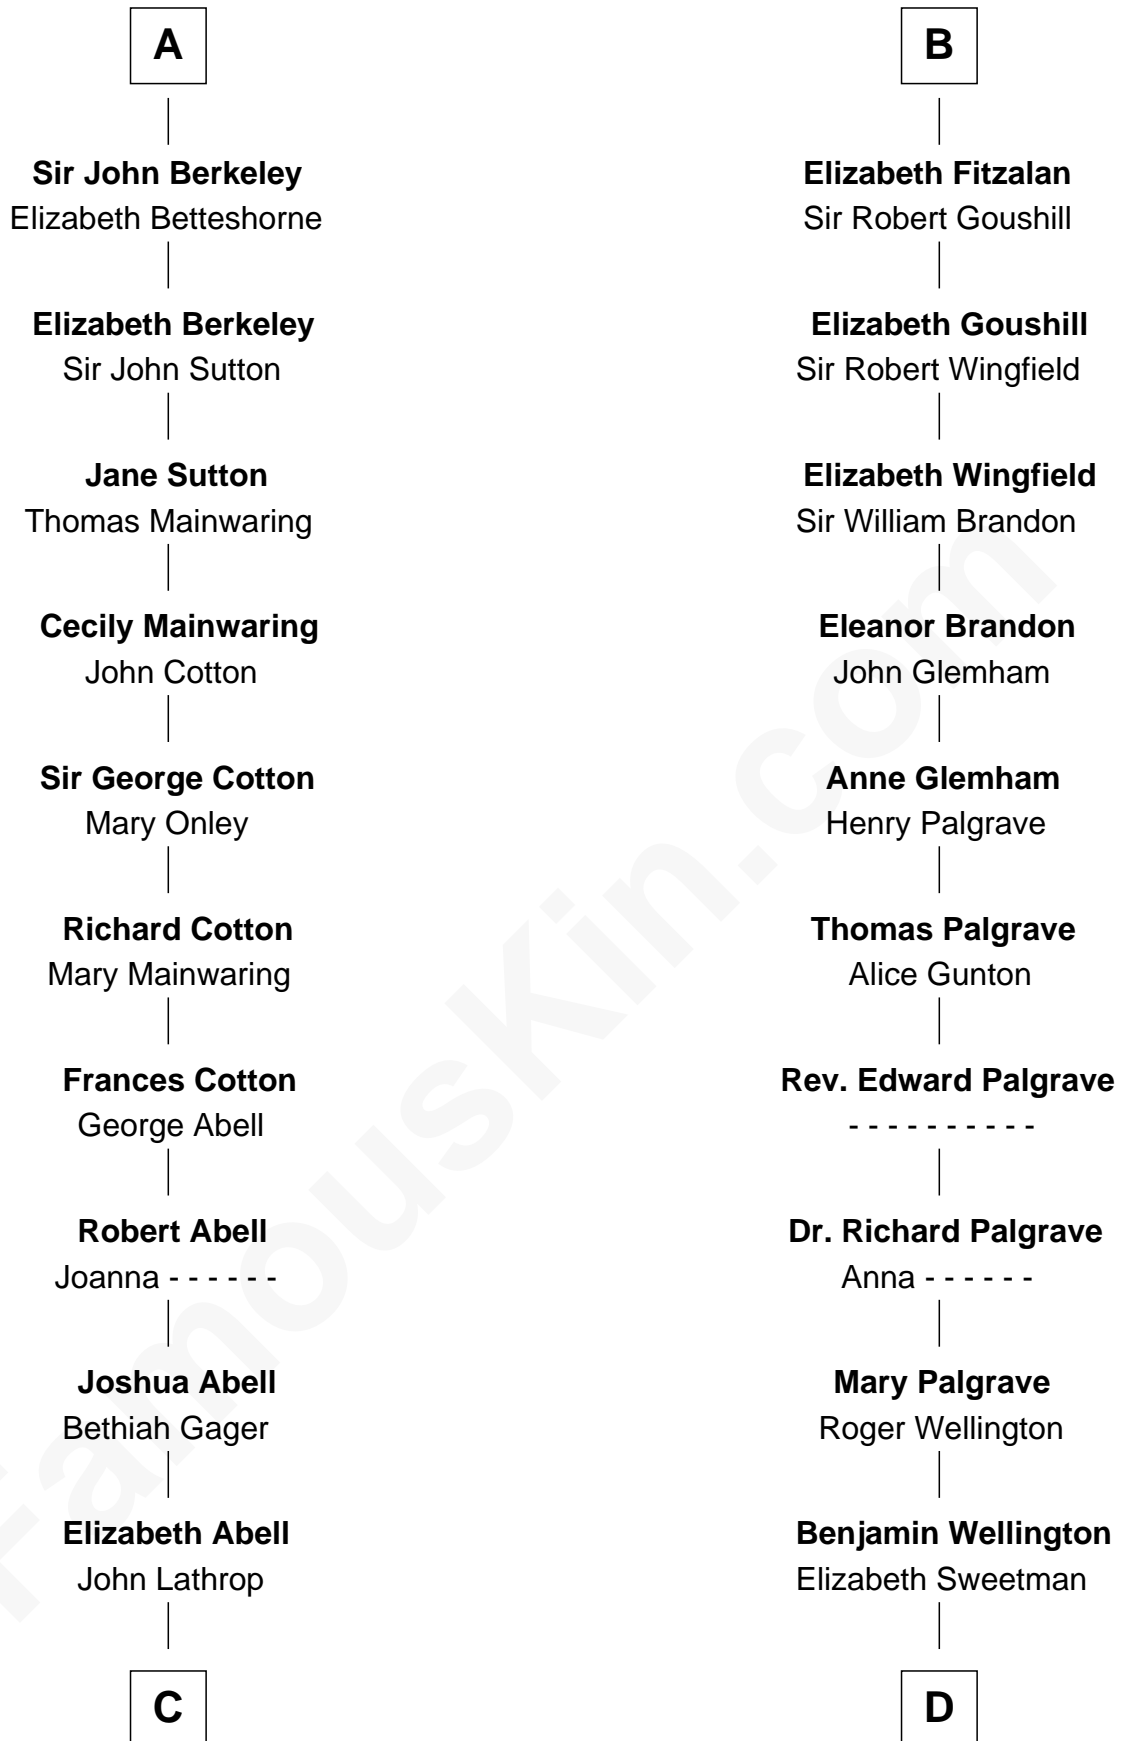 A
Sir John Berkeley
Elizabeth Betteshorne
Elizabeth Berkeley
Sir John Sutton
Jane Sutton
Thomas Mainwaring
Cecily Mainwaring
John Cotton
Sir George Cotton
Mary Onley
Richard Cotton
Mary Mainwaring
Frances Cotton
George Abell
Robert Abell
Joanna - - - - - -
Joshua Abell
Bethiah Gager
Elizabeth Abell
John Lathrop
C
B
Elizabeth Fitzalan
Sir Robert Goushill
Elizabeth Goushill
Sir Robert Wingfield
Elizabeth Wingfield
Sir William Brandon
Eleanor Brandon
John Glemham
Anne Glemham
Henry Palgrave
Thomas Palgrave
Alice Gunton
Rev. Edward Palgrave
- - - - - - - - - -
Dr. Richard Palgrave
Anna - - - - - -
Mary Palgrave
Roger Wellington
Benjamin Wellington
Elizabeth Sweetman
D
FamousKin.com